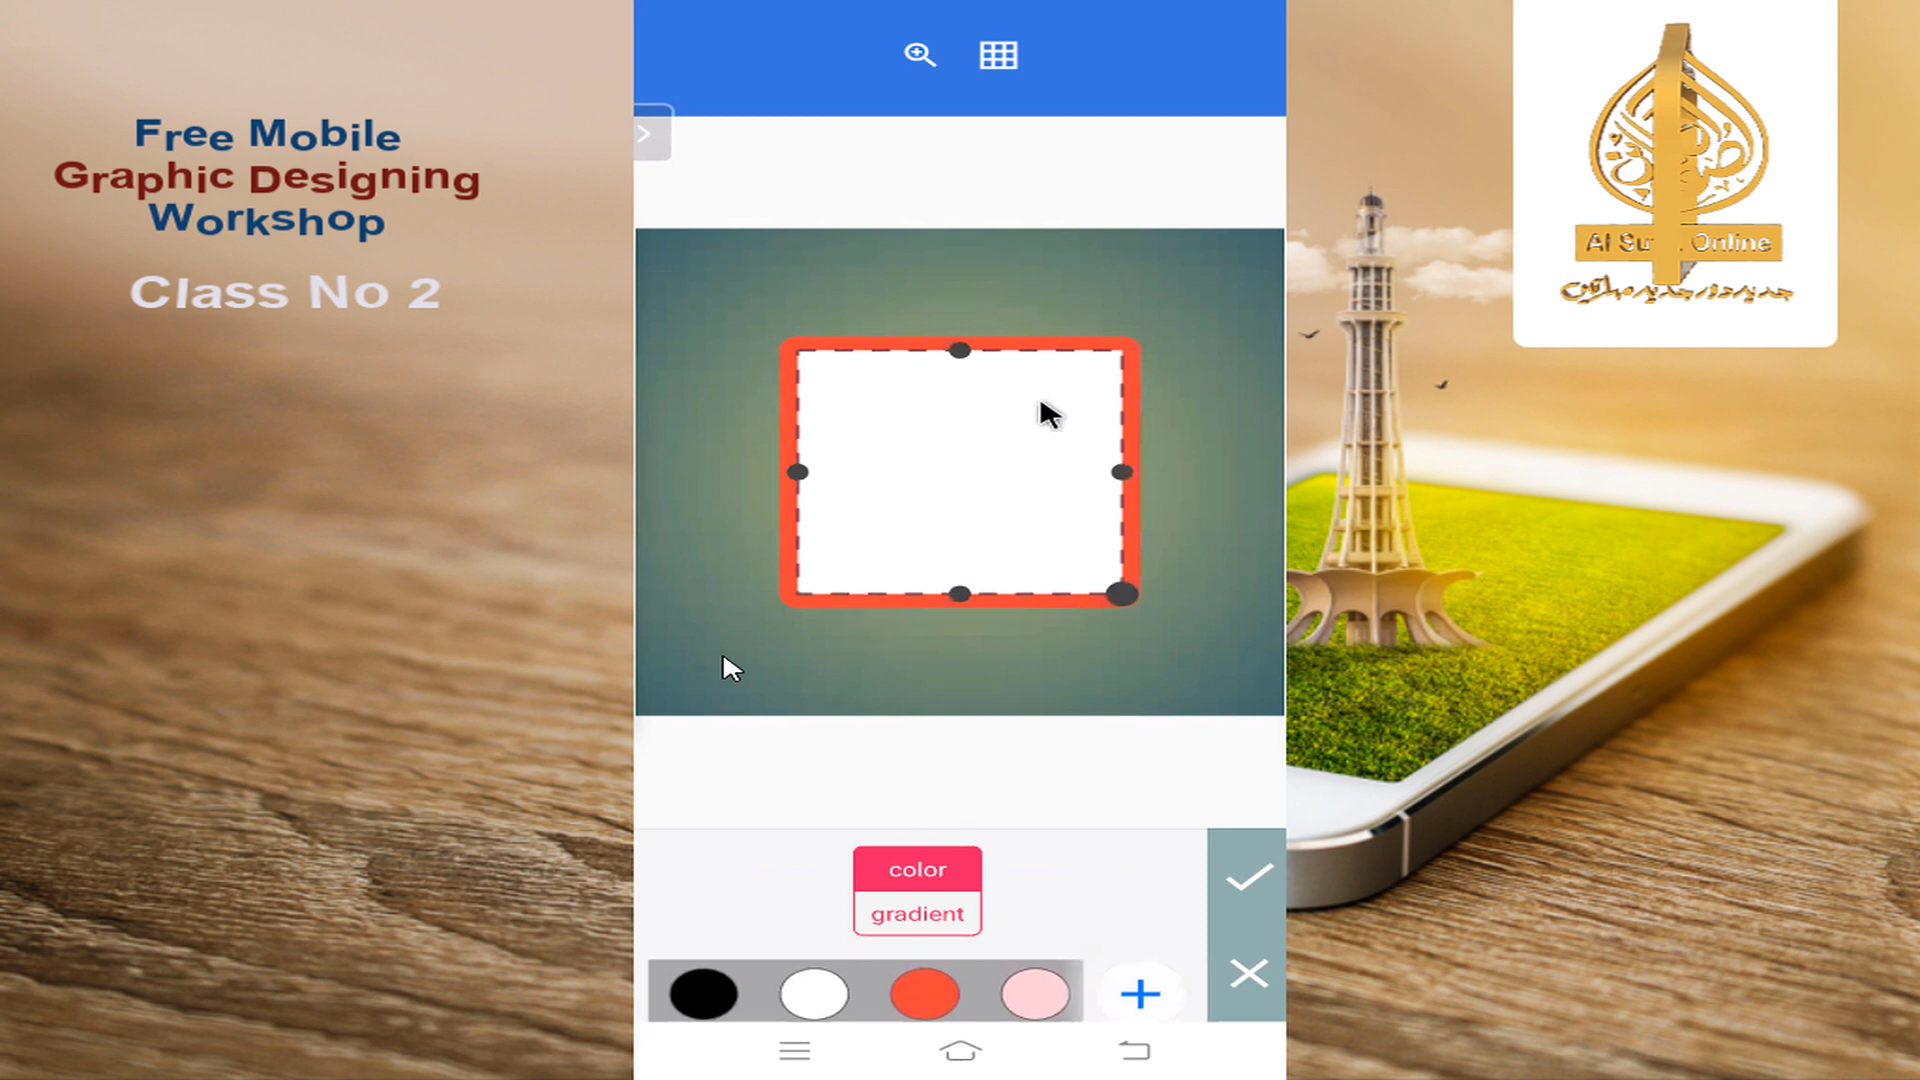 Free Mobile
Graphic Designing
Workshop
Class No 2
Online
color
gradient